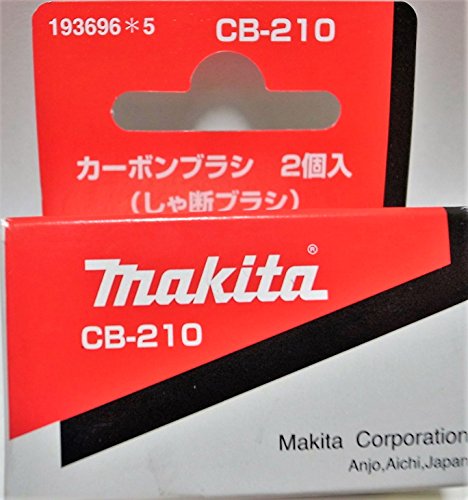 193696＊5 CB-210
カーボンブラシ 2個入
（しゃ断ブラシ）
makita®
CB-210
Makita Corporation
Anjo,Aichi,Japan